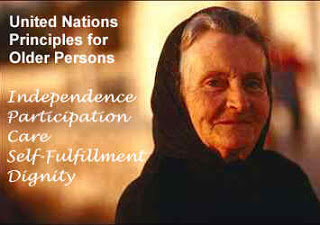 United Nations
Principles for
Older Persons
Independence
Participation
Care
Self-Fulfillment
Dignity